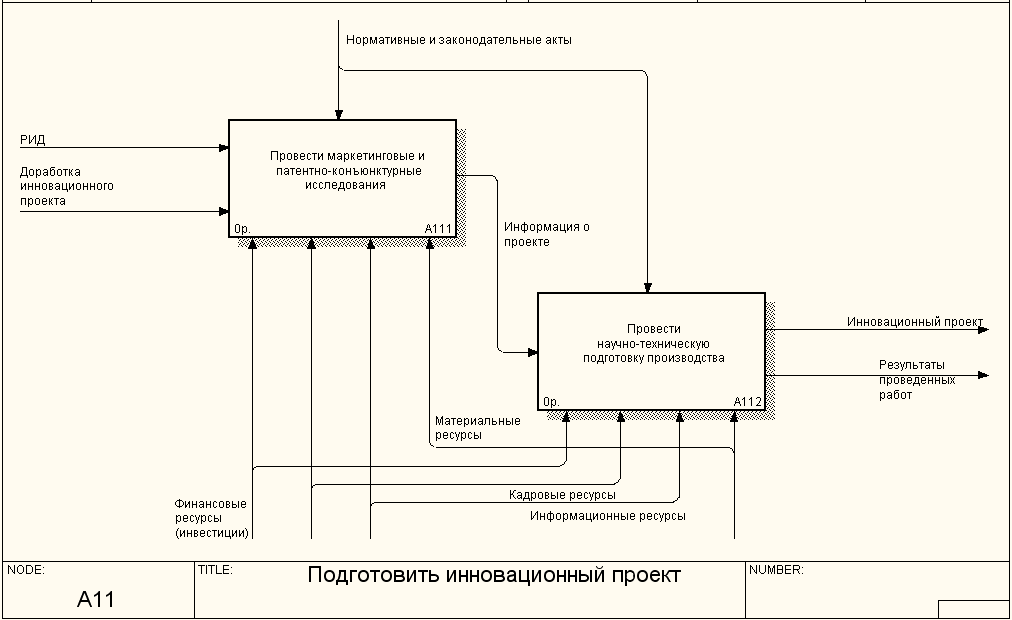 Нормативные и законодательные акты
РИД
Доработка
инновационного
проекта
Провести маркетинговые и
патентно-конъюнктурные
исследования
0р.
A111
Информация о
проекте
Провести
научно-техническую
подготовку производства
0р.
A112
Инновационный проект
Результаты
проведенных
работ
Материальные
ресурсы
Кадровые ресурсы
Информационные ресурсы
Финансовые
ресурсы
(инвестиции)
NODE:
A11
TITLE:
Подготовить инновационный проект
NUMBER: